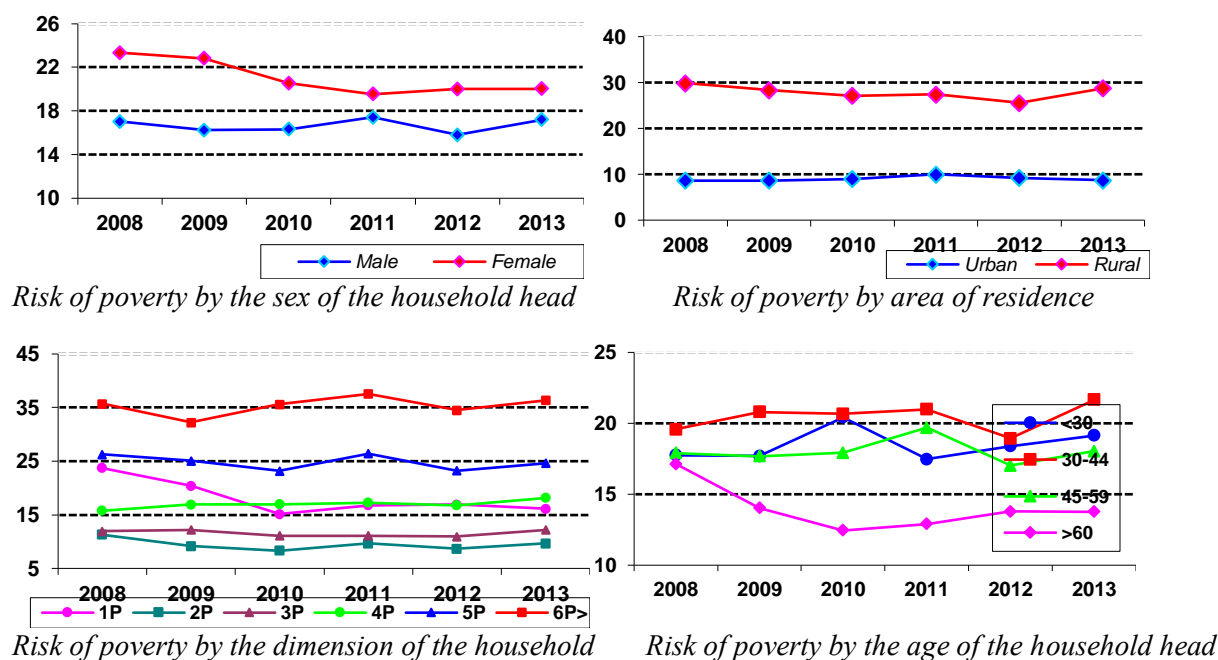 26
22
18
14
10
2008 2009 2010 2011 2012 2013
Male Female
Risk of poverty by the sex of the household head
40
30
20
10
0
2008 2009 2010 2011 2012 2013
Urban Rural
Risk of poverty by area of residence
45
35
25
15
5
2008 2009 2010 2011 2012 2013
1P 2P 3P 4P 5P 6P>
Risk of poverty by the dimension of the household
25
20
15
10
2008 2009 2010 2011 2012 2013
<30
30-44
45-59
>60
Risk of poverty by the age of the household head